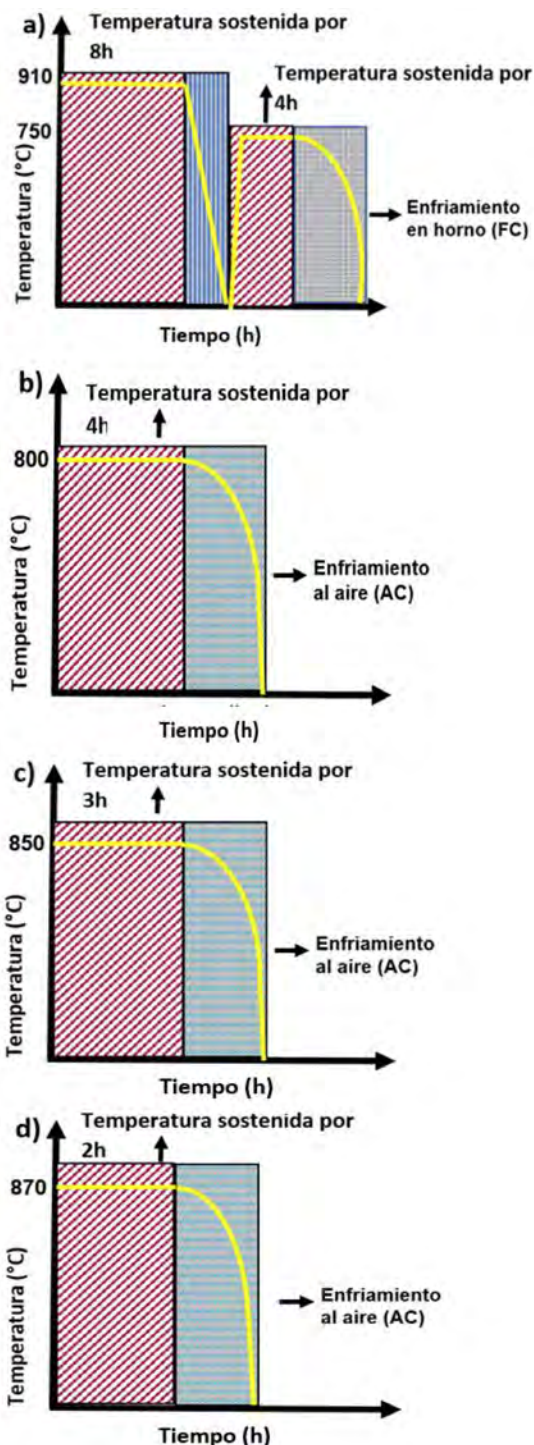 a)
Temperatura sostenida por
8h
910
Temperatura sostenida por
4h
750
Enfriamiento
en horno (FC)
Temperatura (°C)
Tiempo (h)
b)
Temperatura sostenida por
4h
800
Enfriamiento
al aire (AC)
Temperatura (°C)
Tiempo (h)
c)
Temperatura sostenida por
3h
850
Enfriamiento
al aire (AC)
Temperatura (°C)
Tiempo (h)
d)
Temperatura sostenida por
2h
870
Enfriamiento
al aire (AC)
Temperatura (°C)
Tiempo (h)